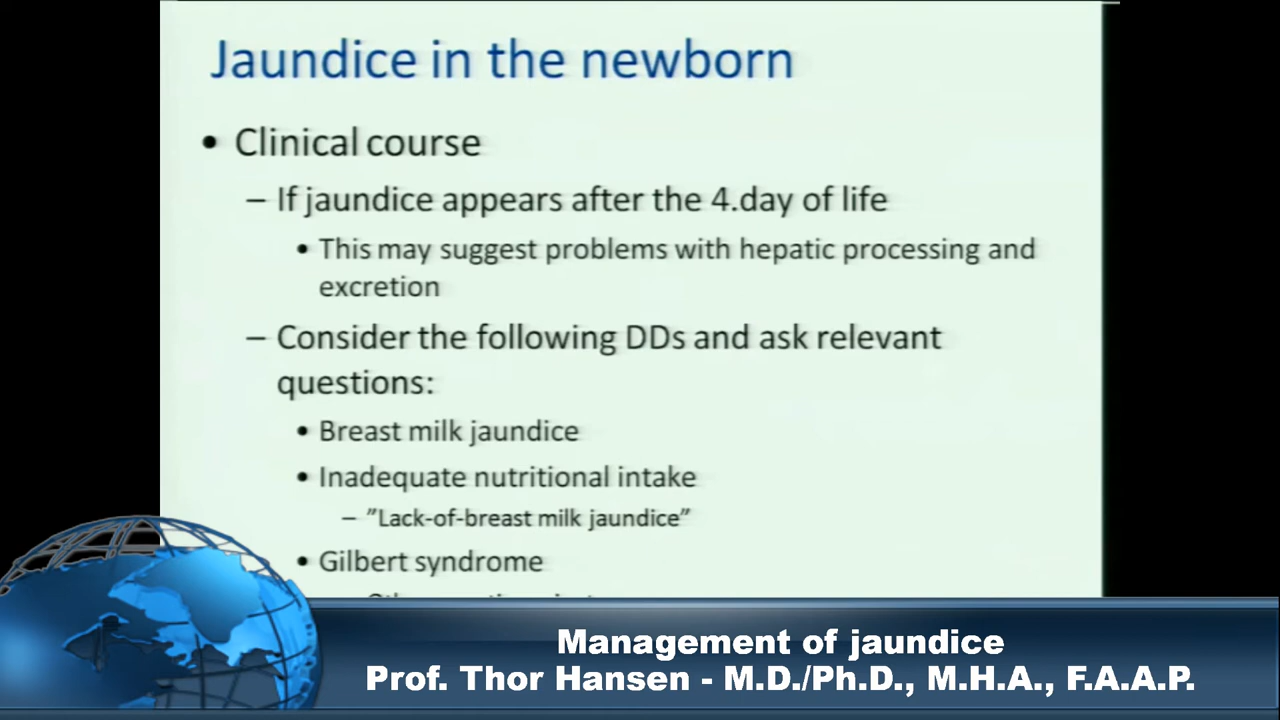 Jaundice in the newborn
• Clinical course
– If jaundice appears after the 4.day of life
• This may suggest problems with hepatic processing and
excretion
– Consider the following DDs and ask relevant
questions:
• Breast milk jaundice
• Inadequate nutritional intake
– ”Lack-of-breast milk jaundice”
• Gilbert syndrome
Management of jaundice
Prof. Thor Hansen - M.D./Ph.D., M.H.A., F.A.A.P.